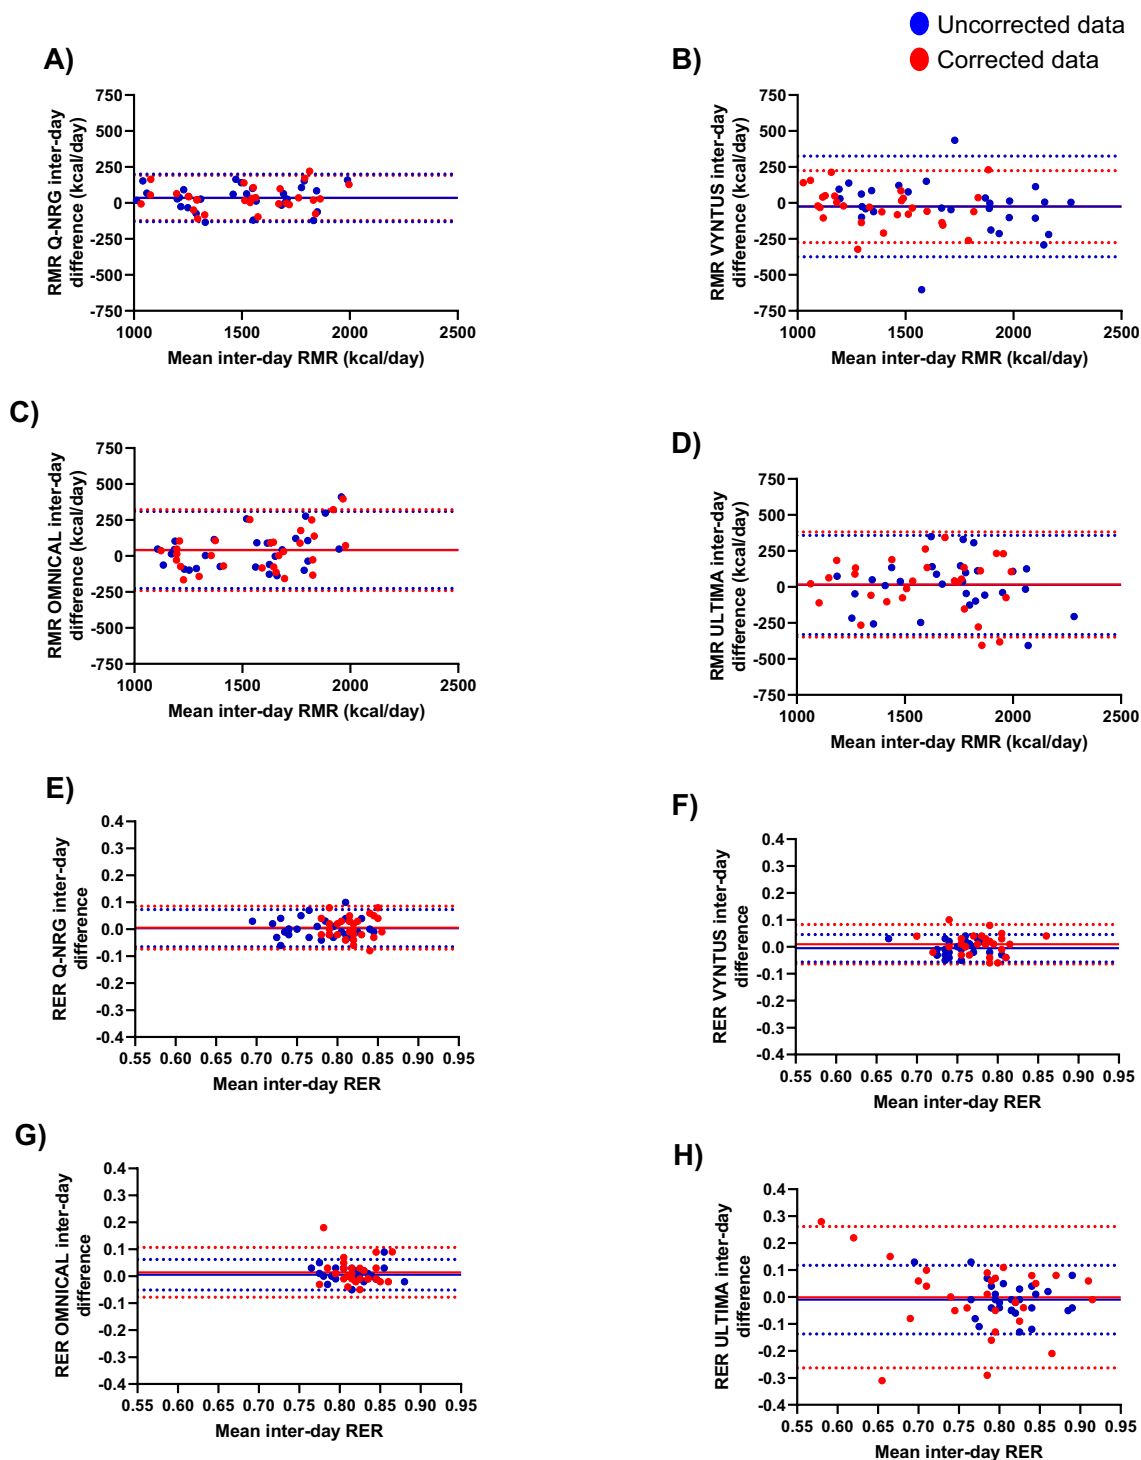 Uncorrected data
Corrected data
A)
RMR Q-NRG inter-day
difference (kcal/day)
750
500
250
0
-250
-500
-750
1000 1500 2000 2500
Mean inter-day RMR (kcal/day)
B)
RMR VYNTUS inter-day
difference (kcal/day)
750
500
250
0
-250
-500
-750
1000 1500 2000 2500
Mean inter-day RMR (kcal/day)
C)
RMR OMNICAL inter-day
difference (kcal/day)
750
500
250
0
-250
-500
750
1000 1500 2000 2500
Mean inter-day RMR (kcal/day)
D)
RMR ULTIMA inter-day
difference (kcal/day)
750
500
250
0
-250
-500
-750
1000 1500 2000 2500
Mean inter-day RMR (kcal/day)
E)
RER Q-NRG inter-day
difference
0.4
0.3
0.2
0.1
0.0
-0.1
-0.2
-0.3
-0.4
0.55 0.60 0.65 0.70 0.75 0.80 0.85 0.90 0.95
Mean inter-day RER
F)
RER VYNTUS inter-day
difference
0.4
0.3
0.2
0.1
0.0
-0.1
-0.2
-0.3
-0.4
0.55 0.60 0.65 0.70 0.75 0.80 0.85 0.90 0.95
Mean inter-day RER
G)
RER OMNICAL inter-day
difference
0.4
0.3
0.2
0.1
0.0
-0.1
-0.2
-0.3
-0.4
0.55 0.60 0.65 0.70 0.75 0.80 0.85 0.90 0.95
Mean inter-day RER
H)
RER ULTIMA inter-day
difference
0.4
0.3
0.2
0.1
0.0
-0.1
-0.2
-0.3
-0.4
0.55 0.60 0.65 0.70 0.75 0.80 0.85 0.90 0.95
Mean inter-day RER